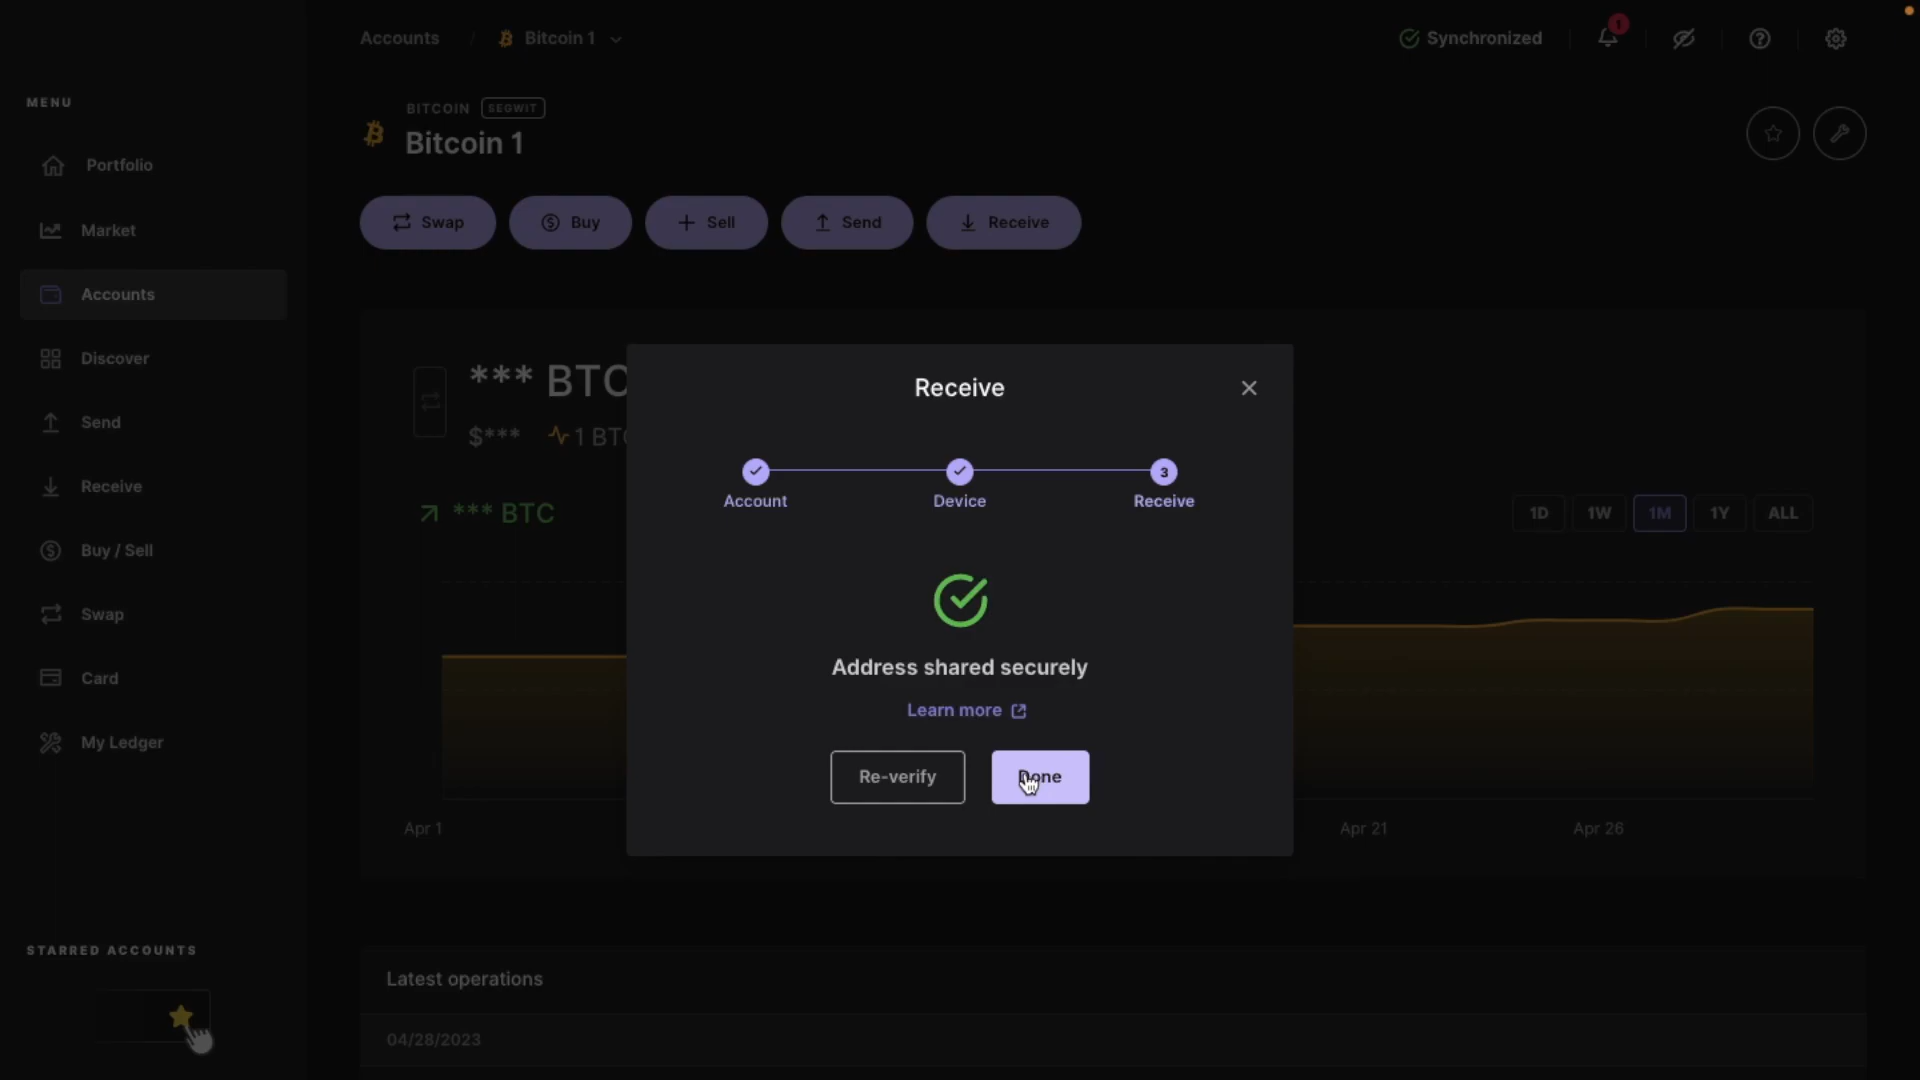 Accounts / Bitcoin 1
Synchronized
1
MENU
Portfolio
Market
Accounts
Discover
Send
Receive
Buy / Sell
Swap
Card
My Ledger
STARRED ACCOUNTS
BITCOIN SEGWIT
Bitcoin 1
Swap
Buy
Sell
Send
Receive
*** BTC
$*** 1 BTC
*** BTC
1D 1W 1M 1Y ALL
Apr 1
Apr 21
Apr 26
Receive
3
Account
Device
Receive
Address shared securely
Learn more
Re-verify
Done
Latest operations
04/28/2023